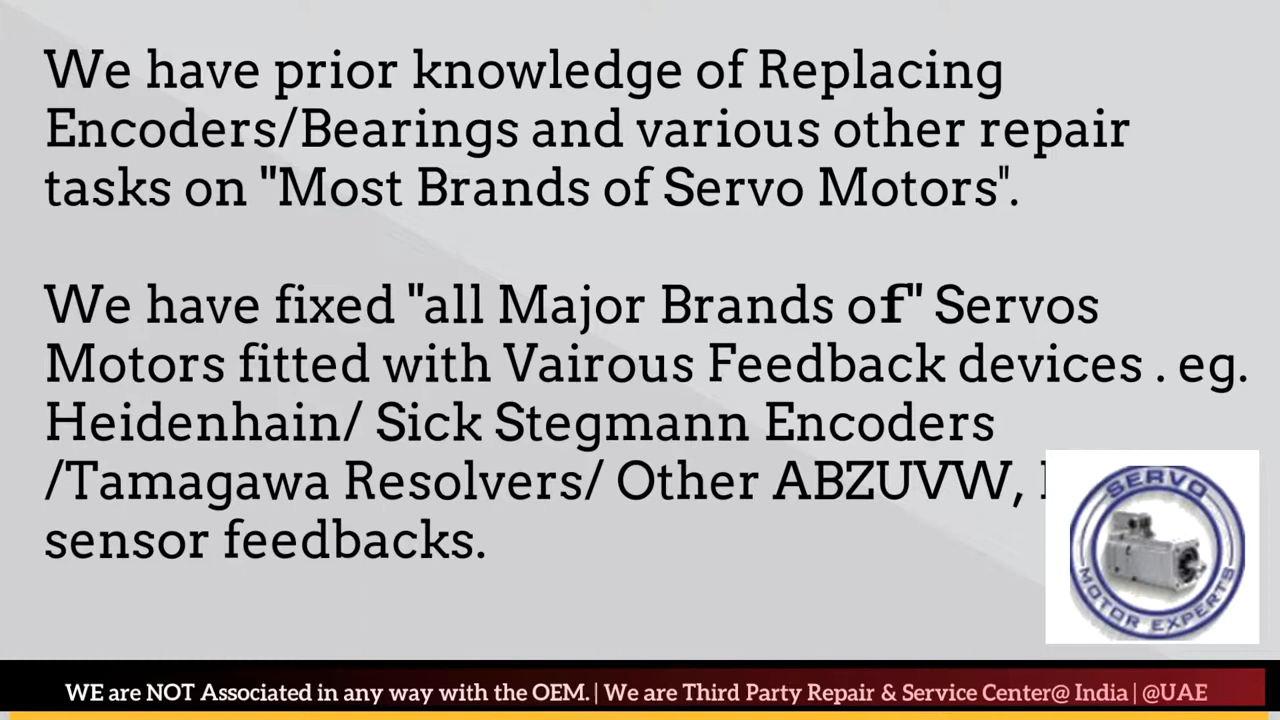 We have prior knowledge of Replacing
Encoders/Bearings and various other repair
tasks on "Most Brands of Servo Motors".
We have fixed "all Major Brands of" Servos
Motors fitted with Vairous Feedback devices . eg.
Heidenhain/ Sick Stegmann Encoders
/Tamagawa Resolvers/ Other ABZUVW,
sensor feedbacks.
SERVO
MOTOR EXPERTS
WE are NOT Associated in any way with the OEM. | We are Third Party Repair & Service Center@ India | @UAE